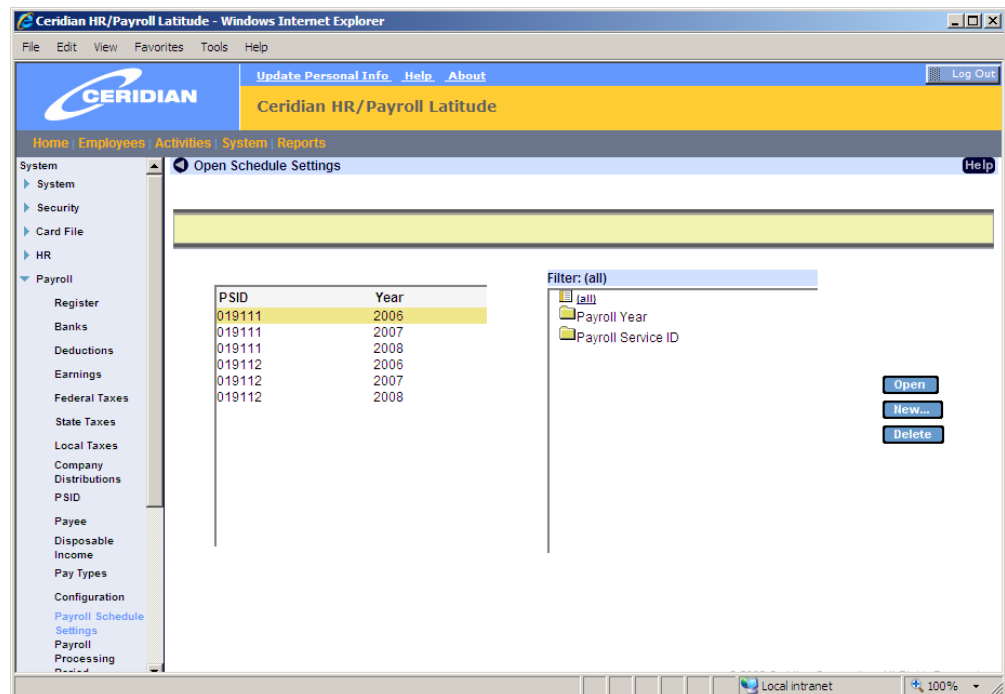 Ceridian HR/Payroll Latitude - Windows Internet Explorer
File Edit View Favorites Tools Help
CERIDIAN
Update Personal Info Help About
Log Out
Ceridian HR/Payroll Latitude
Home | Employees | Activities | System | Reports
System
System
Security
Card File
HR
Payroll
Register
Banks
Deductions
Earnings
Federal Taxes
State Taxes
Local Taxes
Company
Distributions
PSID
Payee
Disposable
Income
Pay Types
Configuration
Payroll Schedule
Settings
Payroll
Processing
Open Schedule Settings
Help
PSID Year
019111 2006
019111 2007
019111 2008
019112 2006
019112 2007
019112 2008
Filter: (all)
(all)
Payroll Year
Payroll Service ID
Open
New...
Delete
Local intranet
100%